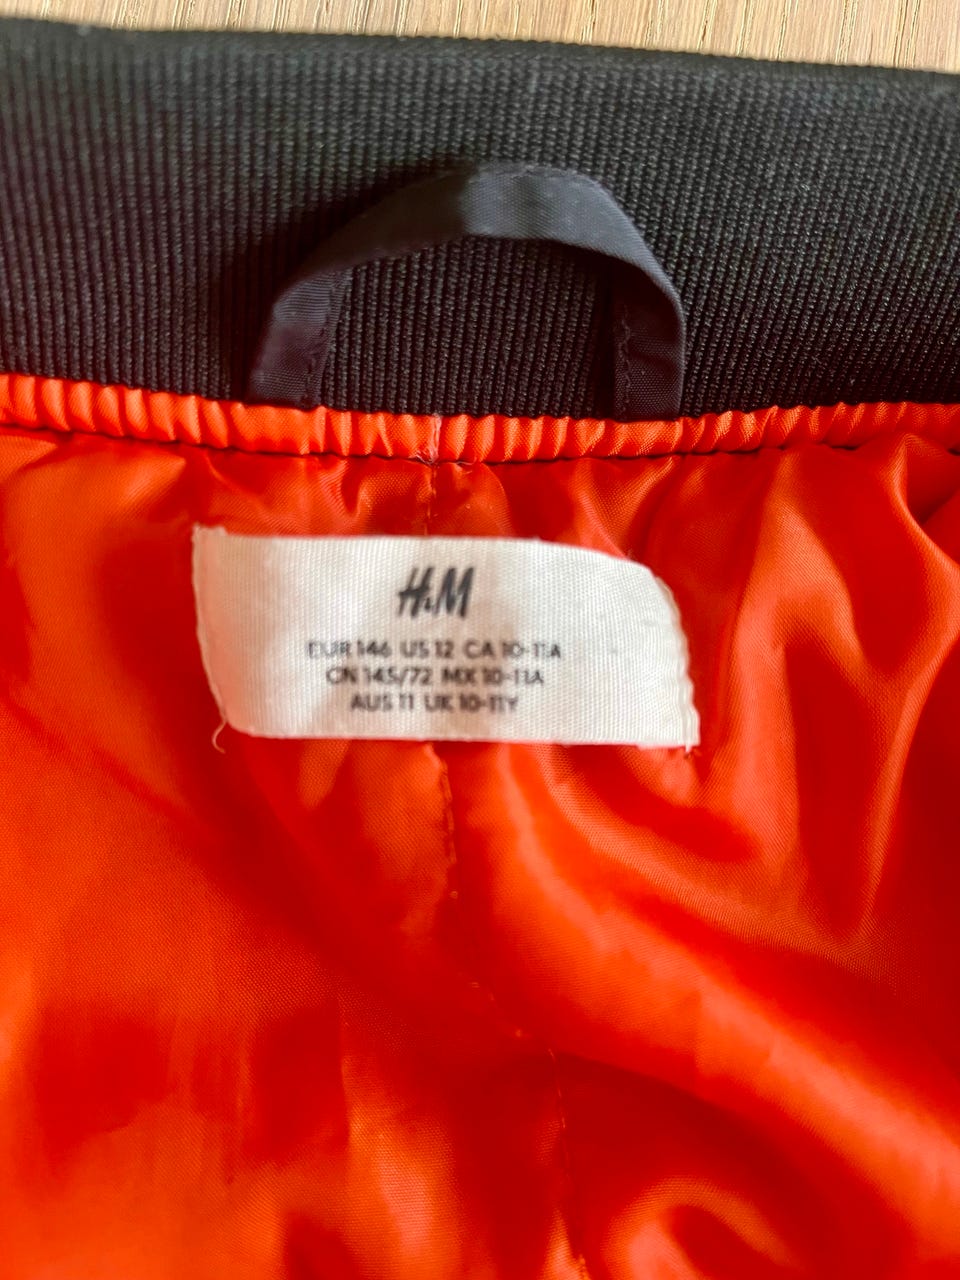 H&M
EUR 146 US 12 CA 10-11A
CN 145/72 MX 10-11A
AUS 11 UK 10-11Y